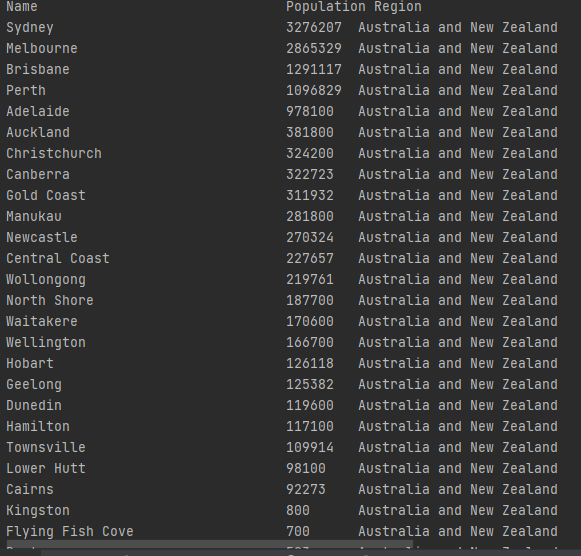 Name Population Region
Sydney 3276207 Australia and New Zealand
Melbourne 2865329 Australia and New Zealand
Brisbane 1291117 Australia and New Zealand
Perth 1096829 Australia and New Zealand
Adelaide 978100 Australia and New Zealand
Auckland 381800 Australia and New Zealand
Christchurch 324200 Australia and New Zealand
Canberra 322723 Australia and New Zealand
Gold Coast 311932 Australia and New Zealand
Manukau 281800 Australia and New Zealand
Newcastle 270324 Australia and New Zealand
Central Coast 227657 Australia and New Zealand
Wollongong 219761 Australia and New Zealand
North Shore 187700 Australia and New Zealand
Waitakere 170600 Australia and New Zealand
Wellington 166700 Australia and New Zealand
Hobart 126118 Australia and New Zealand
Geelong 125382 Australia and New Zealand
Dunedin 119600 Australia and New Zealand
Hamilton 117100 Australia and New Zealand
Townsville 109914 Australia and New Zealand
Lower Hutt 98100 Australia and New Zealand
Cairns 92273 Australia and New Zealand
Kingston 800 Australia and New Zealand
Flying Fish Cove 700 Australia and New Zealand